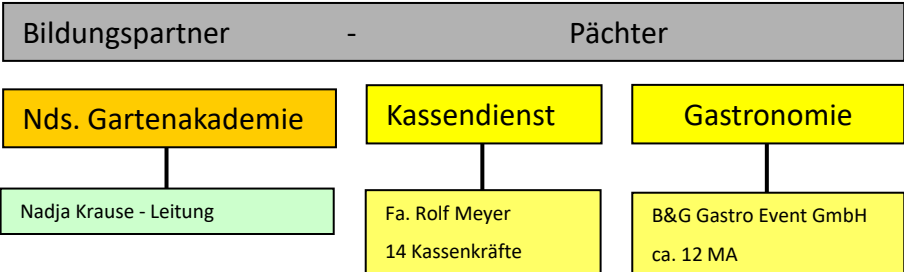 Bildungspartner - Pächter
Nds. Gartenakademie
Kassendienst
Gastronomie
Nadja Krause - Leitung
Fa. Rolf Meyer
14 Kassenkräfte
B&G Gastro Event GmbH
ca. 12 MA